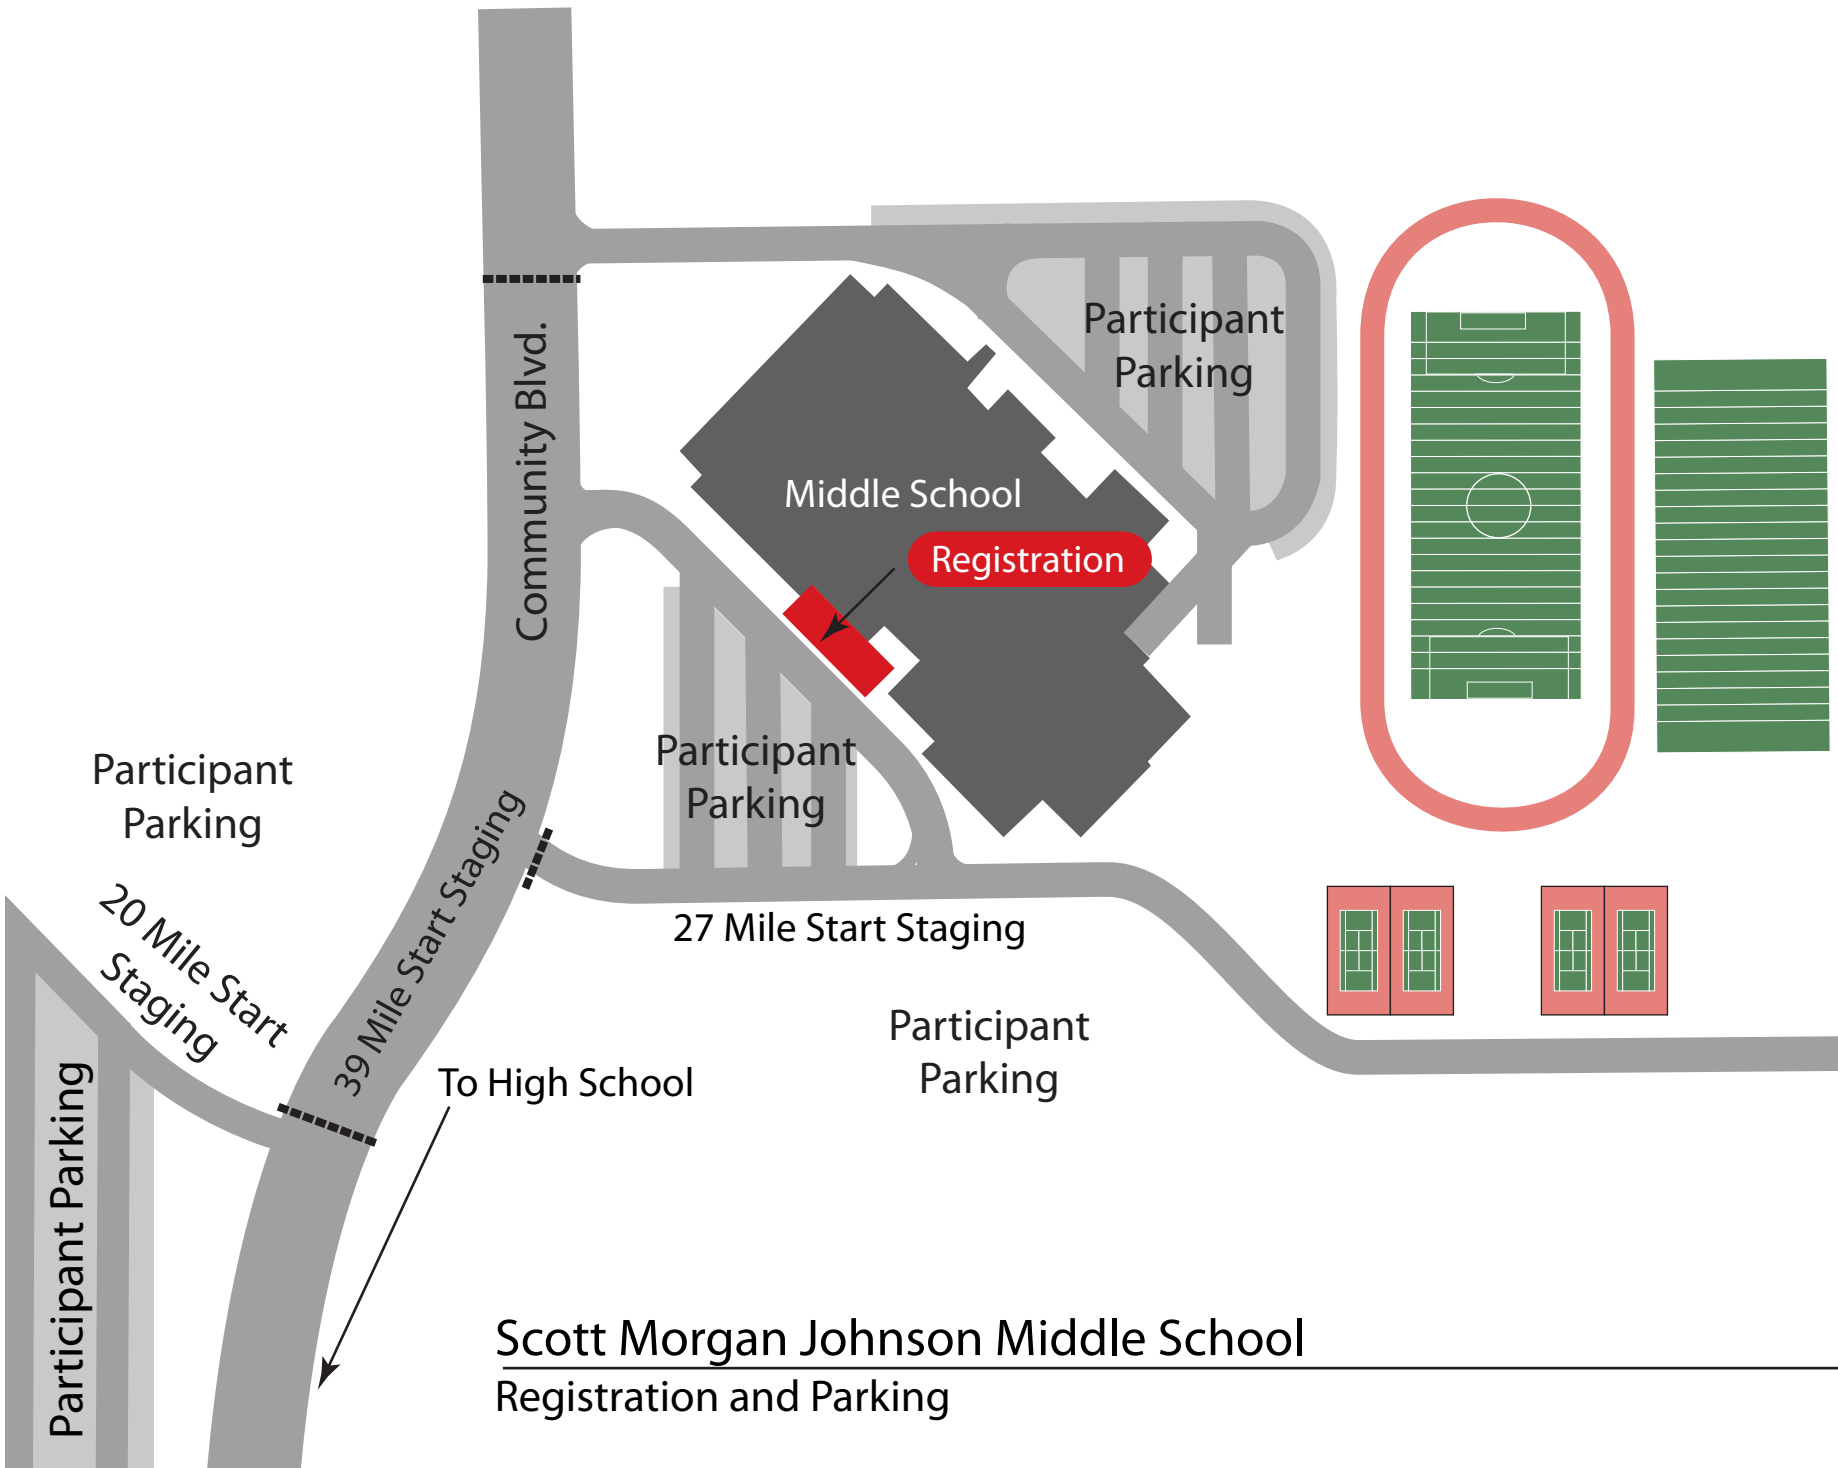 Participant
Parking
Community Blvd.
Middle School
Registration
Participant
Parking
Participant
Parking
20 Mile Start
Staging
39 Mile Start Staging
27 Mile Start Staging
Participant
Parking
To High School
Participant Parking
Scott Morgan Johnson Middle School
Registration and Parking